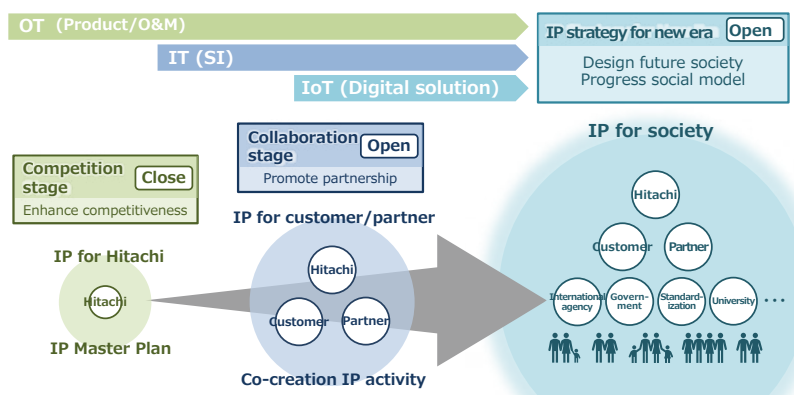 OT (Product/O&M)
IT (SI)
IoT (Digital solution)
IP strategy for new era
Open
Design future society
Progress social model
Competition
stage
Close
Enhance competitiveness
Collaboration
stage
Open
Promote partnership
IP for Hitachi
Hitachi
IP Master Plan
IP for customer/partner
Hitachi
Customer
Partner
Co-creation IP activity
IP for society
Hitachi
Customer
Partner
International
agency
Govern-
ment
Standard-
ization
University
...